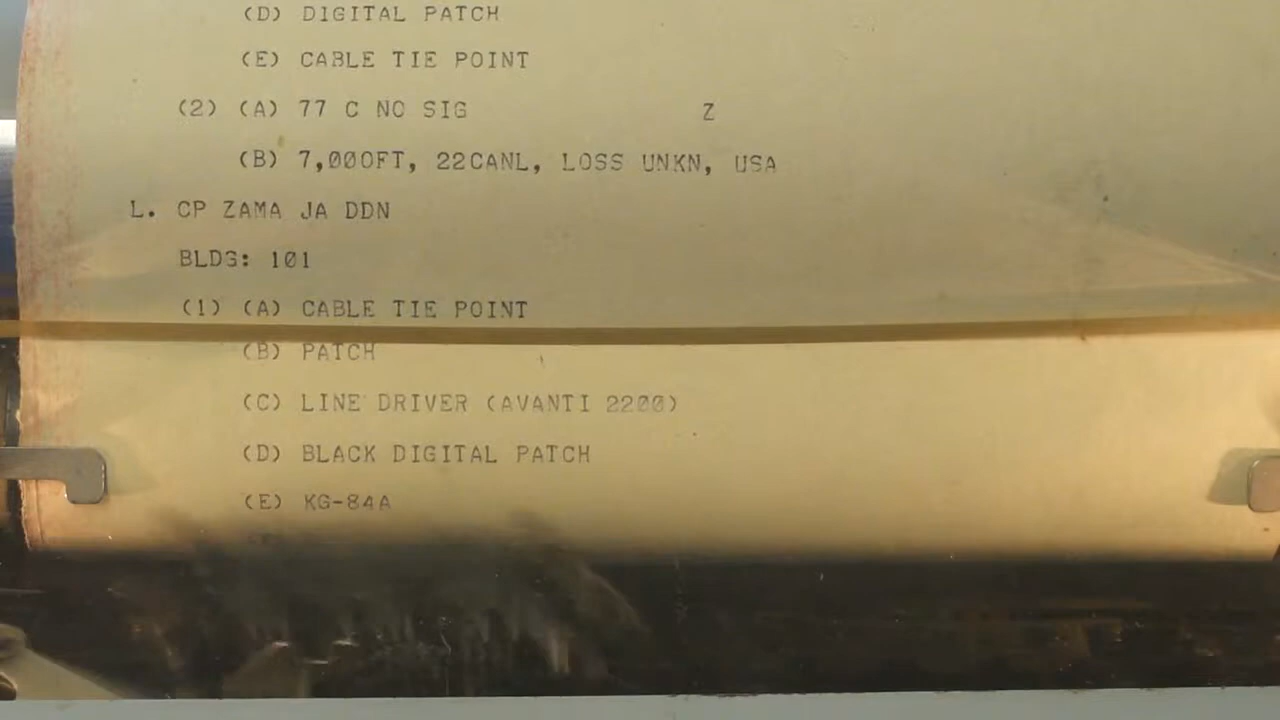 (D) DIGITAL PATCH
(E) CABLE TIE POINT
(2) (A) 77 C NO SIG Z
(B) 7,000FT, 22CANL, LOSS UNKN, USA
L. CP ZAMA JA DDN
BLDG: 101
(1) (A) CABLE TIE POINT
(B) PATCH
(C) LINE DRIVER (AVANTI 2200)
(D) BLACK DIGITAL PATCH
(E) KG-84A